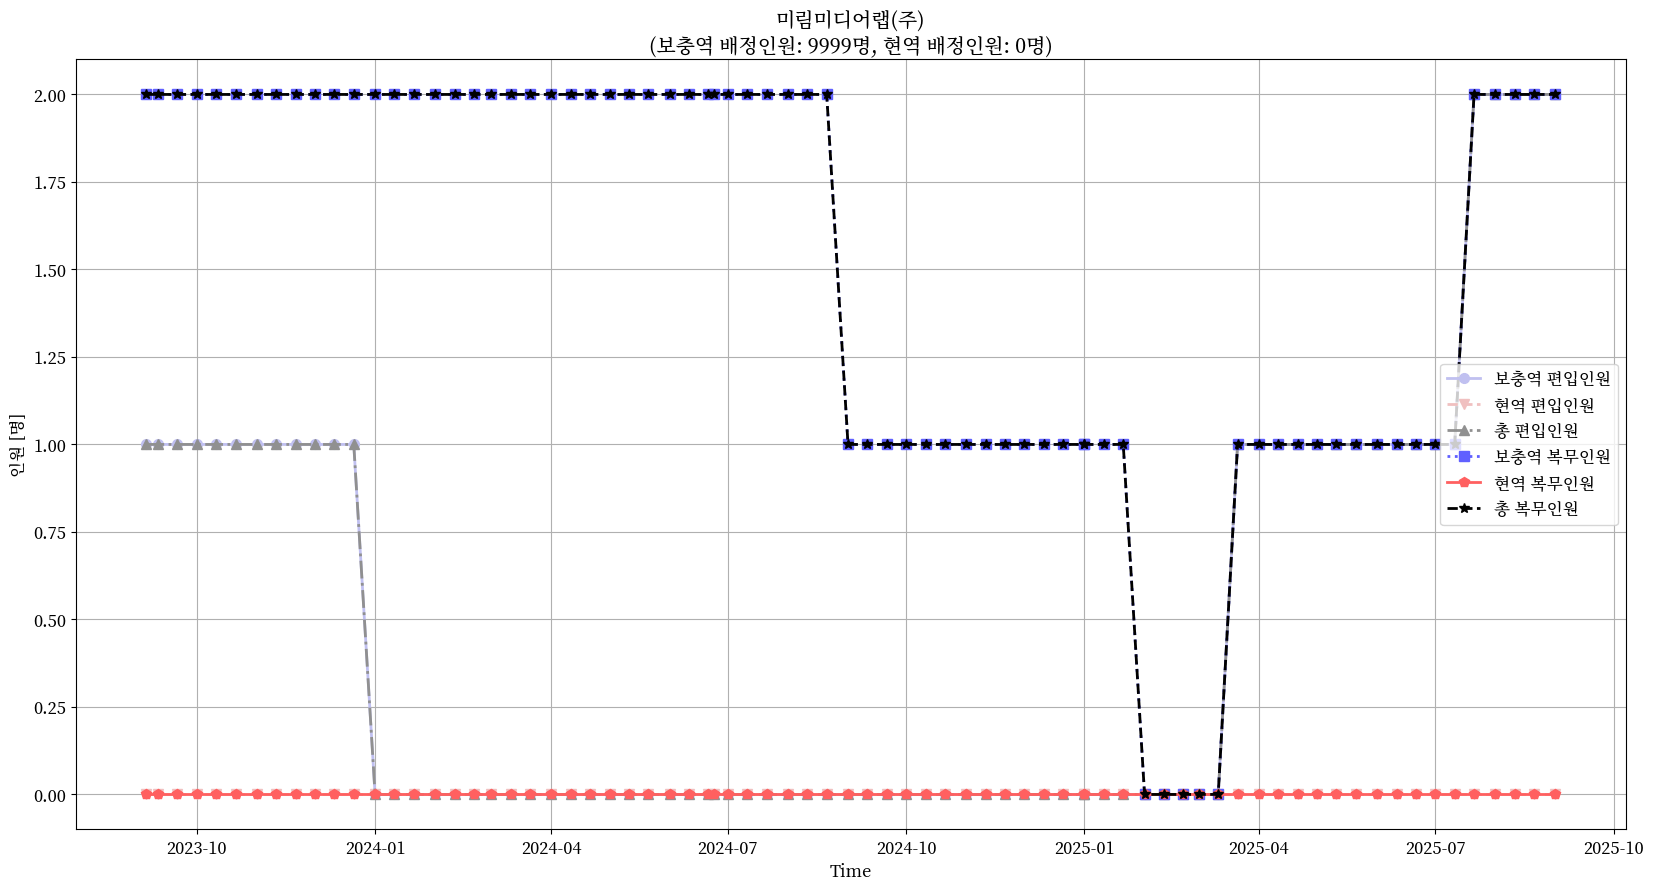 미림미디어랩(주)
(보충역 배정인원: 9999명, 현역 배정인원: 0명)
인원 [명]
2.00
1.75
1.50
1.25
1.00
0.75
0.50
0.25
0.00
보충역 편입인원
현역 편입인원
총 편입인원
보충역 복무인원
현역 복무인원
총 복무인원
2023-10
2024-01
2024-04
2024-07
2024-10
2025-01
2025-04
2025-07
2025-10
Time